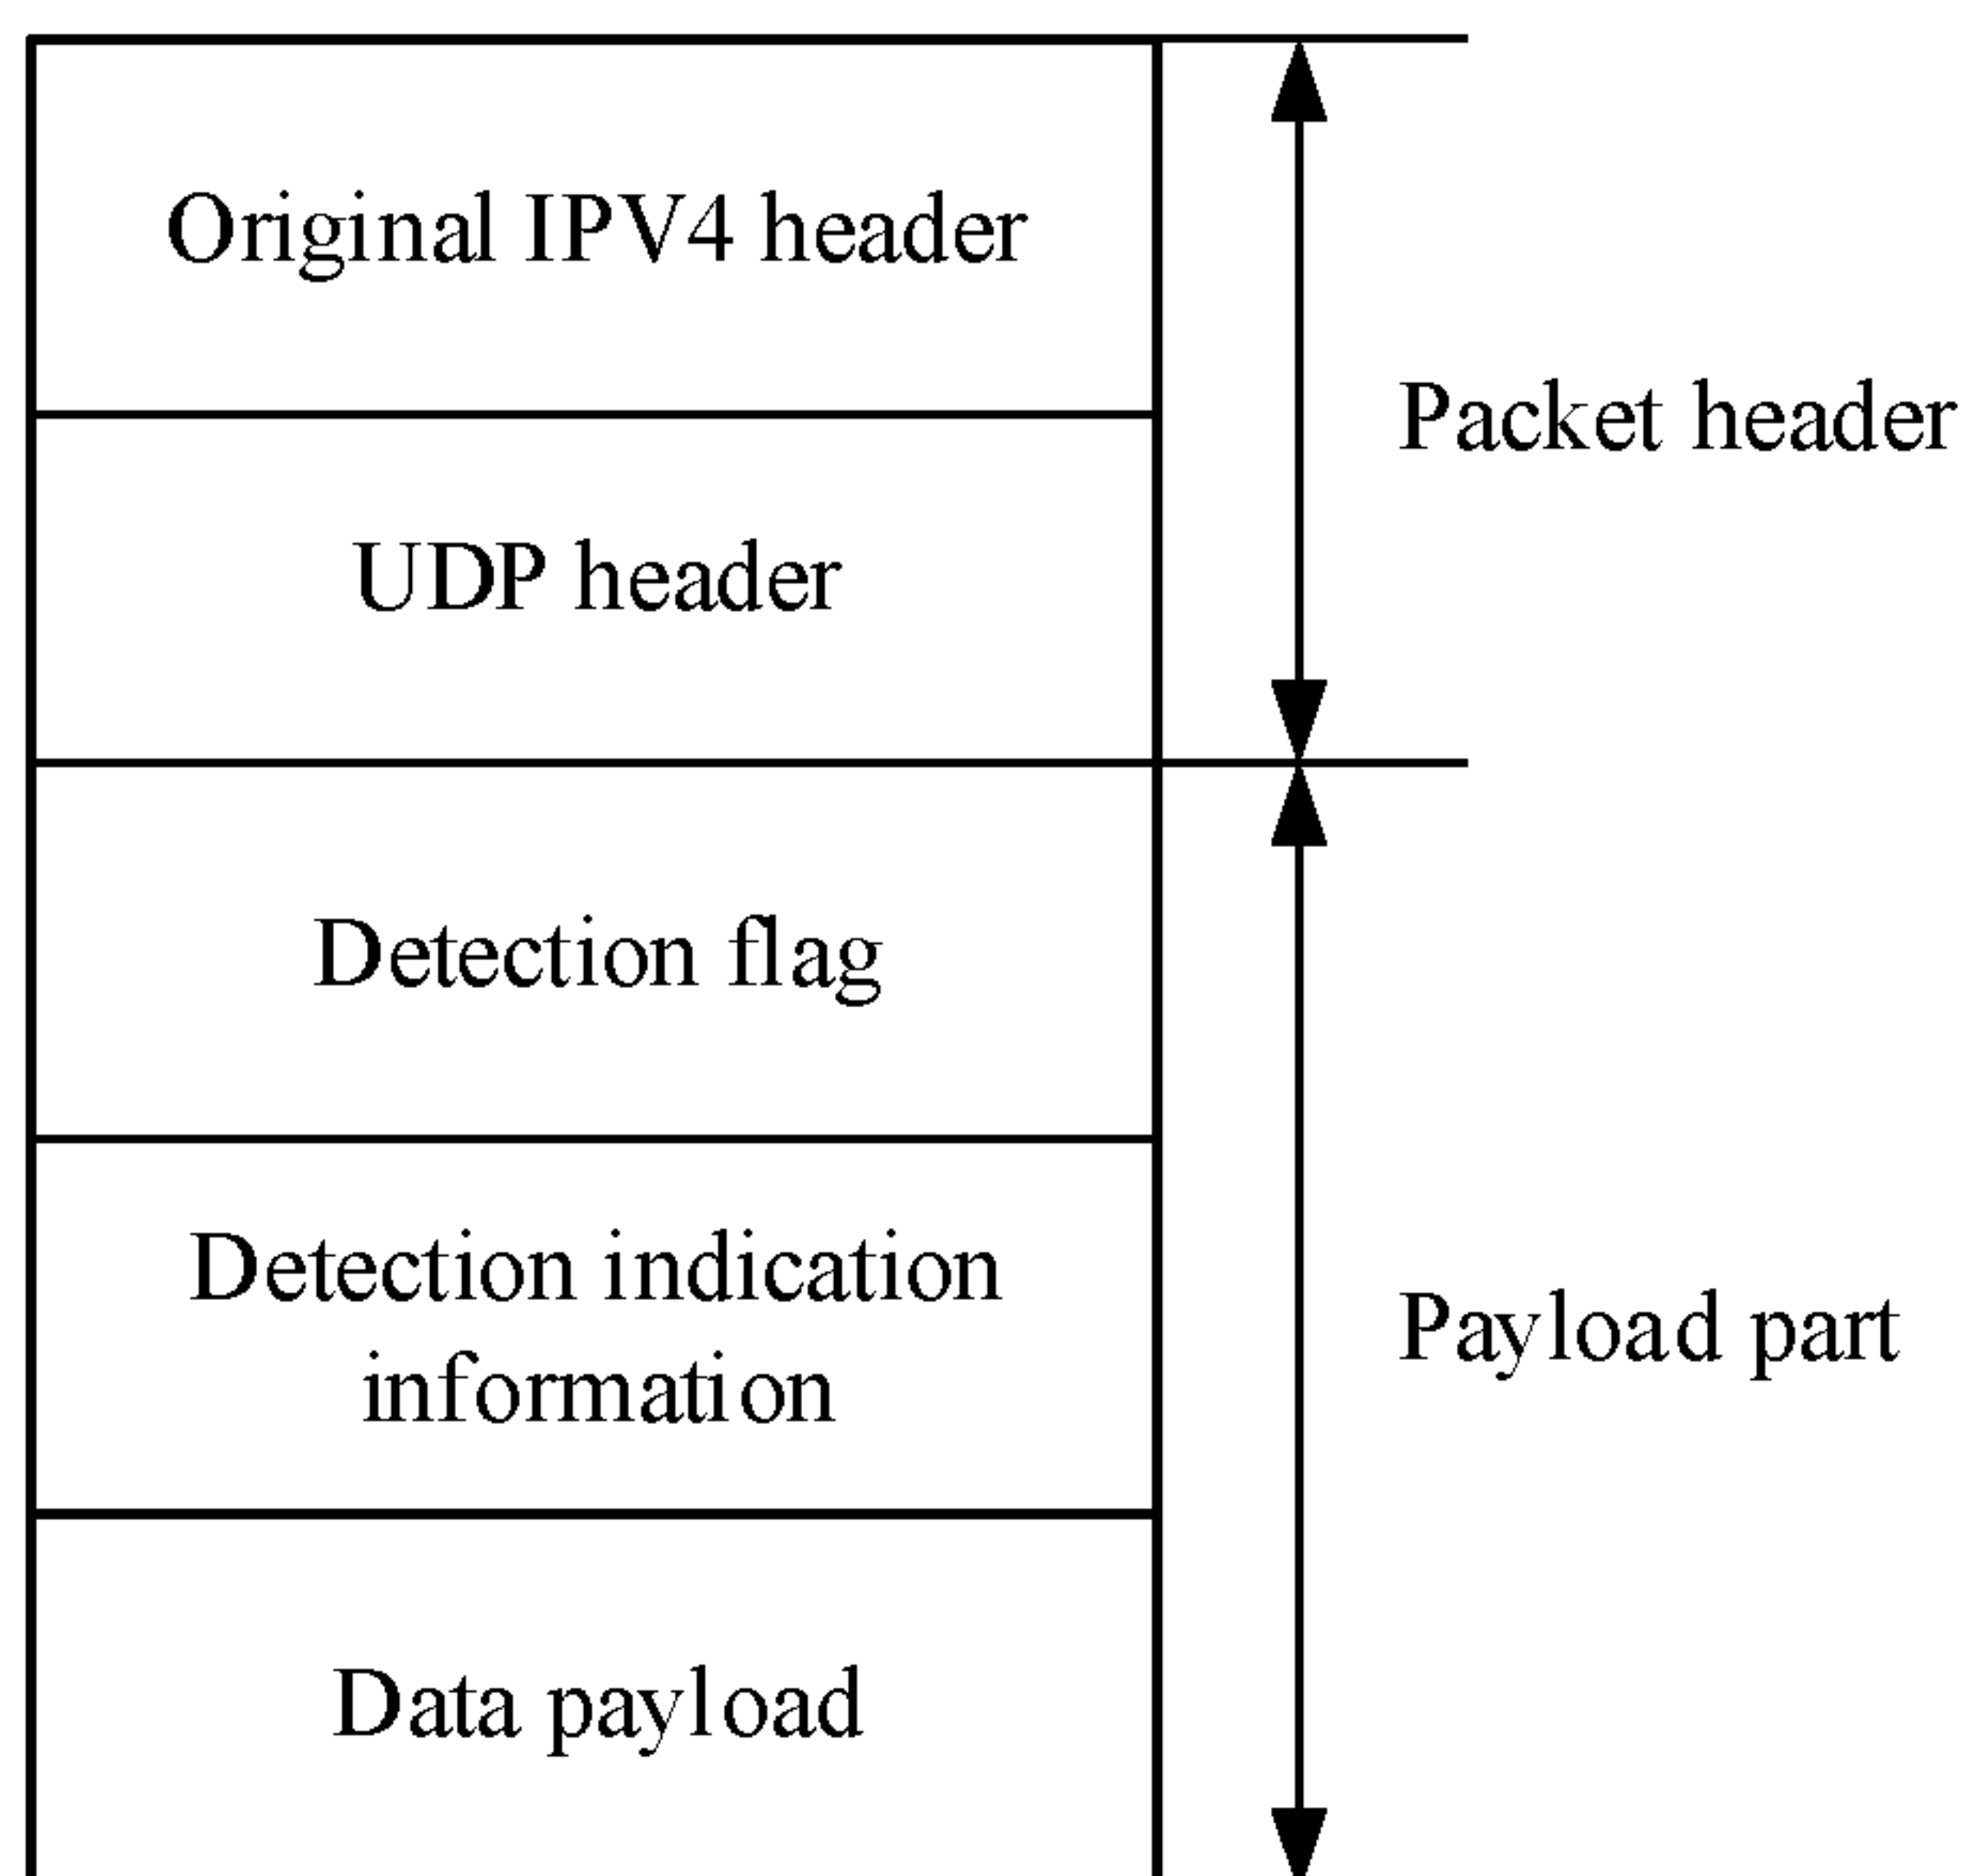 Original IPV4 header
Packet header
UDP header
Detection flag
Detection indication
information
Payload part
Data payload